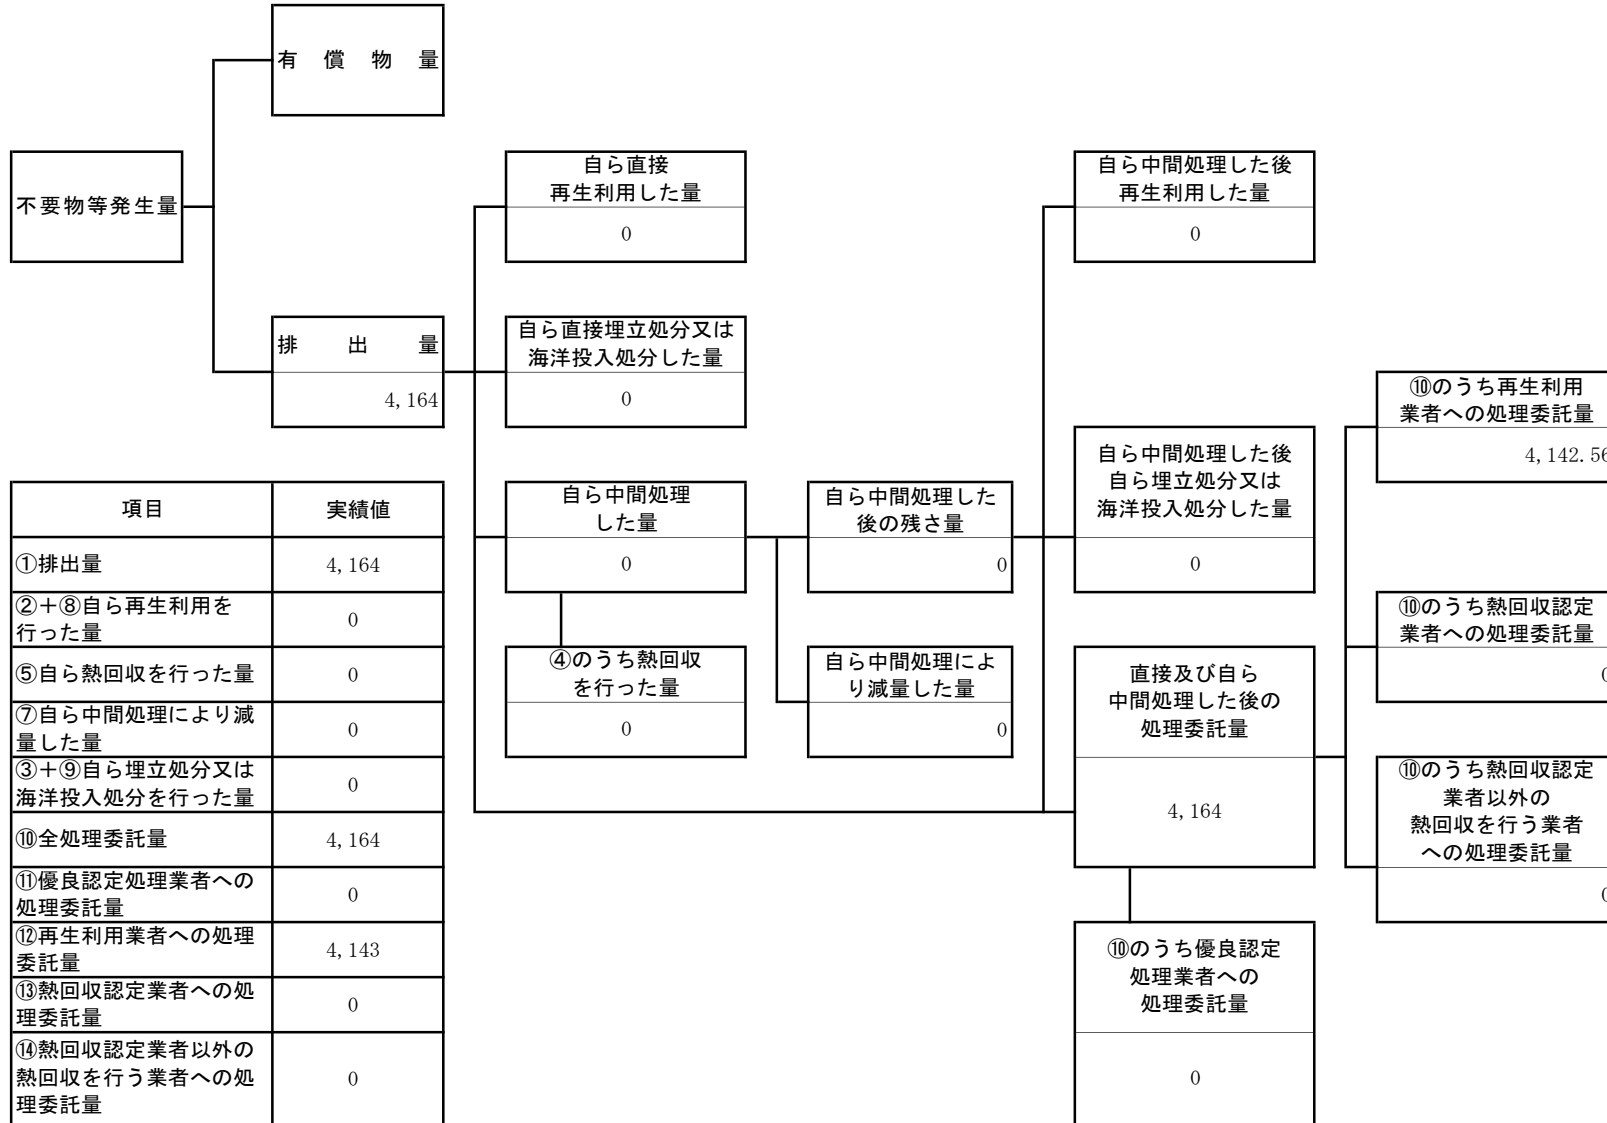 有償物量
不要物等発生量
排出量
4,164
自ら直接
再生利用した量
0
自ら直接埋立処分又は
海洋投入処分した量
0
自ら中間処理
した量
0
④のうち熱回収
を行った量
0
自ら中間処理した
後の残さ量
0
自ら中間処理によ
り減量した量
0
自ら中間処理した後
再生利用した量
0
自ら中間処理した後
自ら埋立処分又は
海洋投入処分した量
0
直接及び自ら
中間処理した後の
処理委託量
4,164
⑩のうち優良認定
処理業者への
処理委託量
0
⑩のうち再生利用
業者への処理委託量
4,142.56
⑩のうち熱回収認定
業者への処理委託量
0
⑩のうち熱回収認定
業者以外の
熱回収を行う業者
への処理委託量
0
項目 実績値
①排出量 4,164
②＋⑧自ら再生利用を
行った量 0
⑤自ら熱回収を行った量 0
⑦自ら中間処理により減
量した量 0
③＋⑨自ら埋立処分又は
海洋投入処分を行った量 0
⑩全処理委託量 4,164
⑪優良認定処理業者への
処理委託量 0
⑫再生利用業者への処理
委託量 4,143
⑬熱回収認定業者への処
理委託量 0
⑭熱回収認定業者以外の
熱回収を行う業者への処
理委託量 0